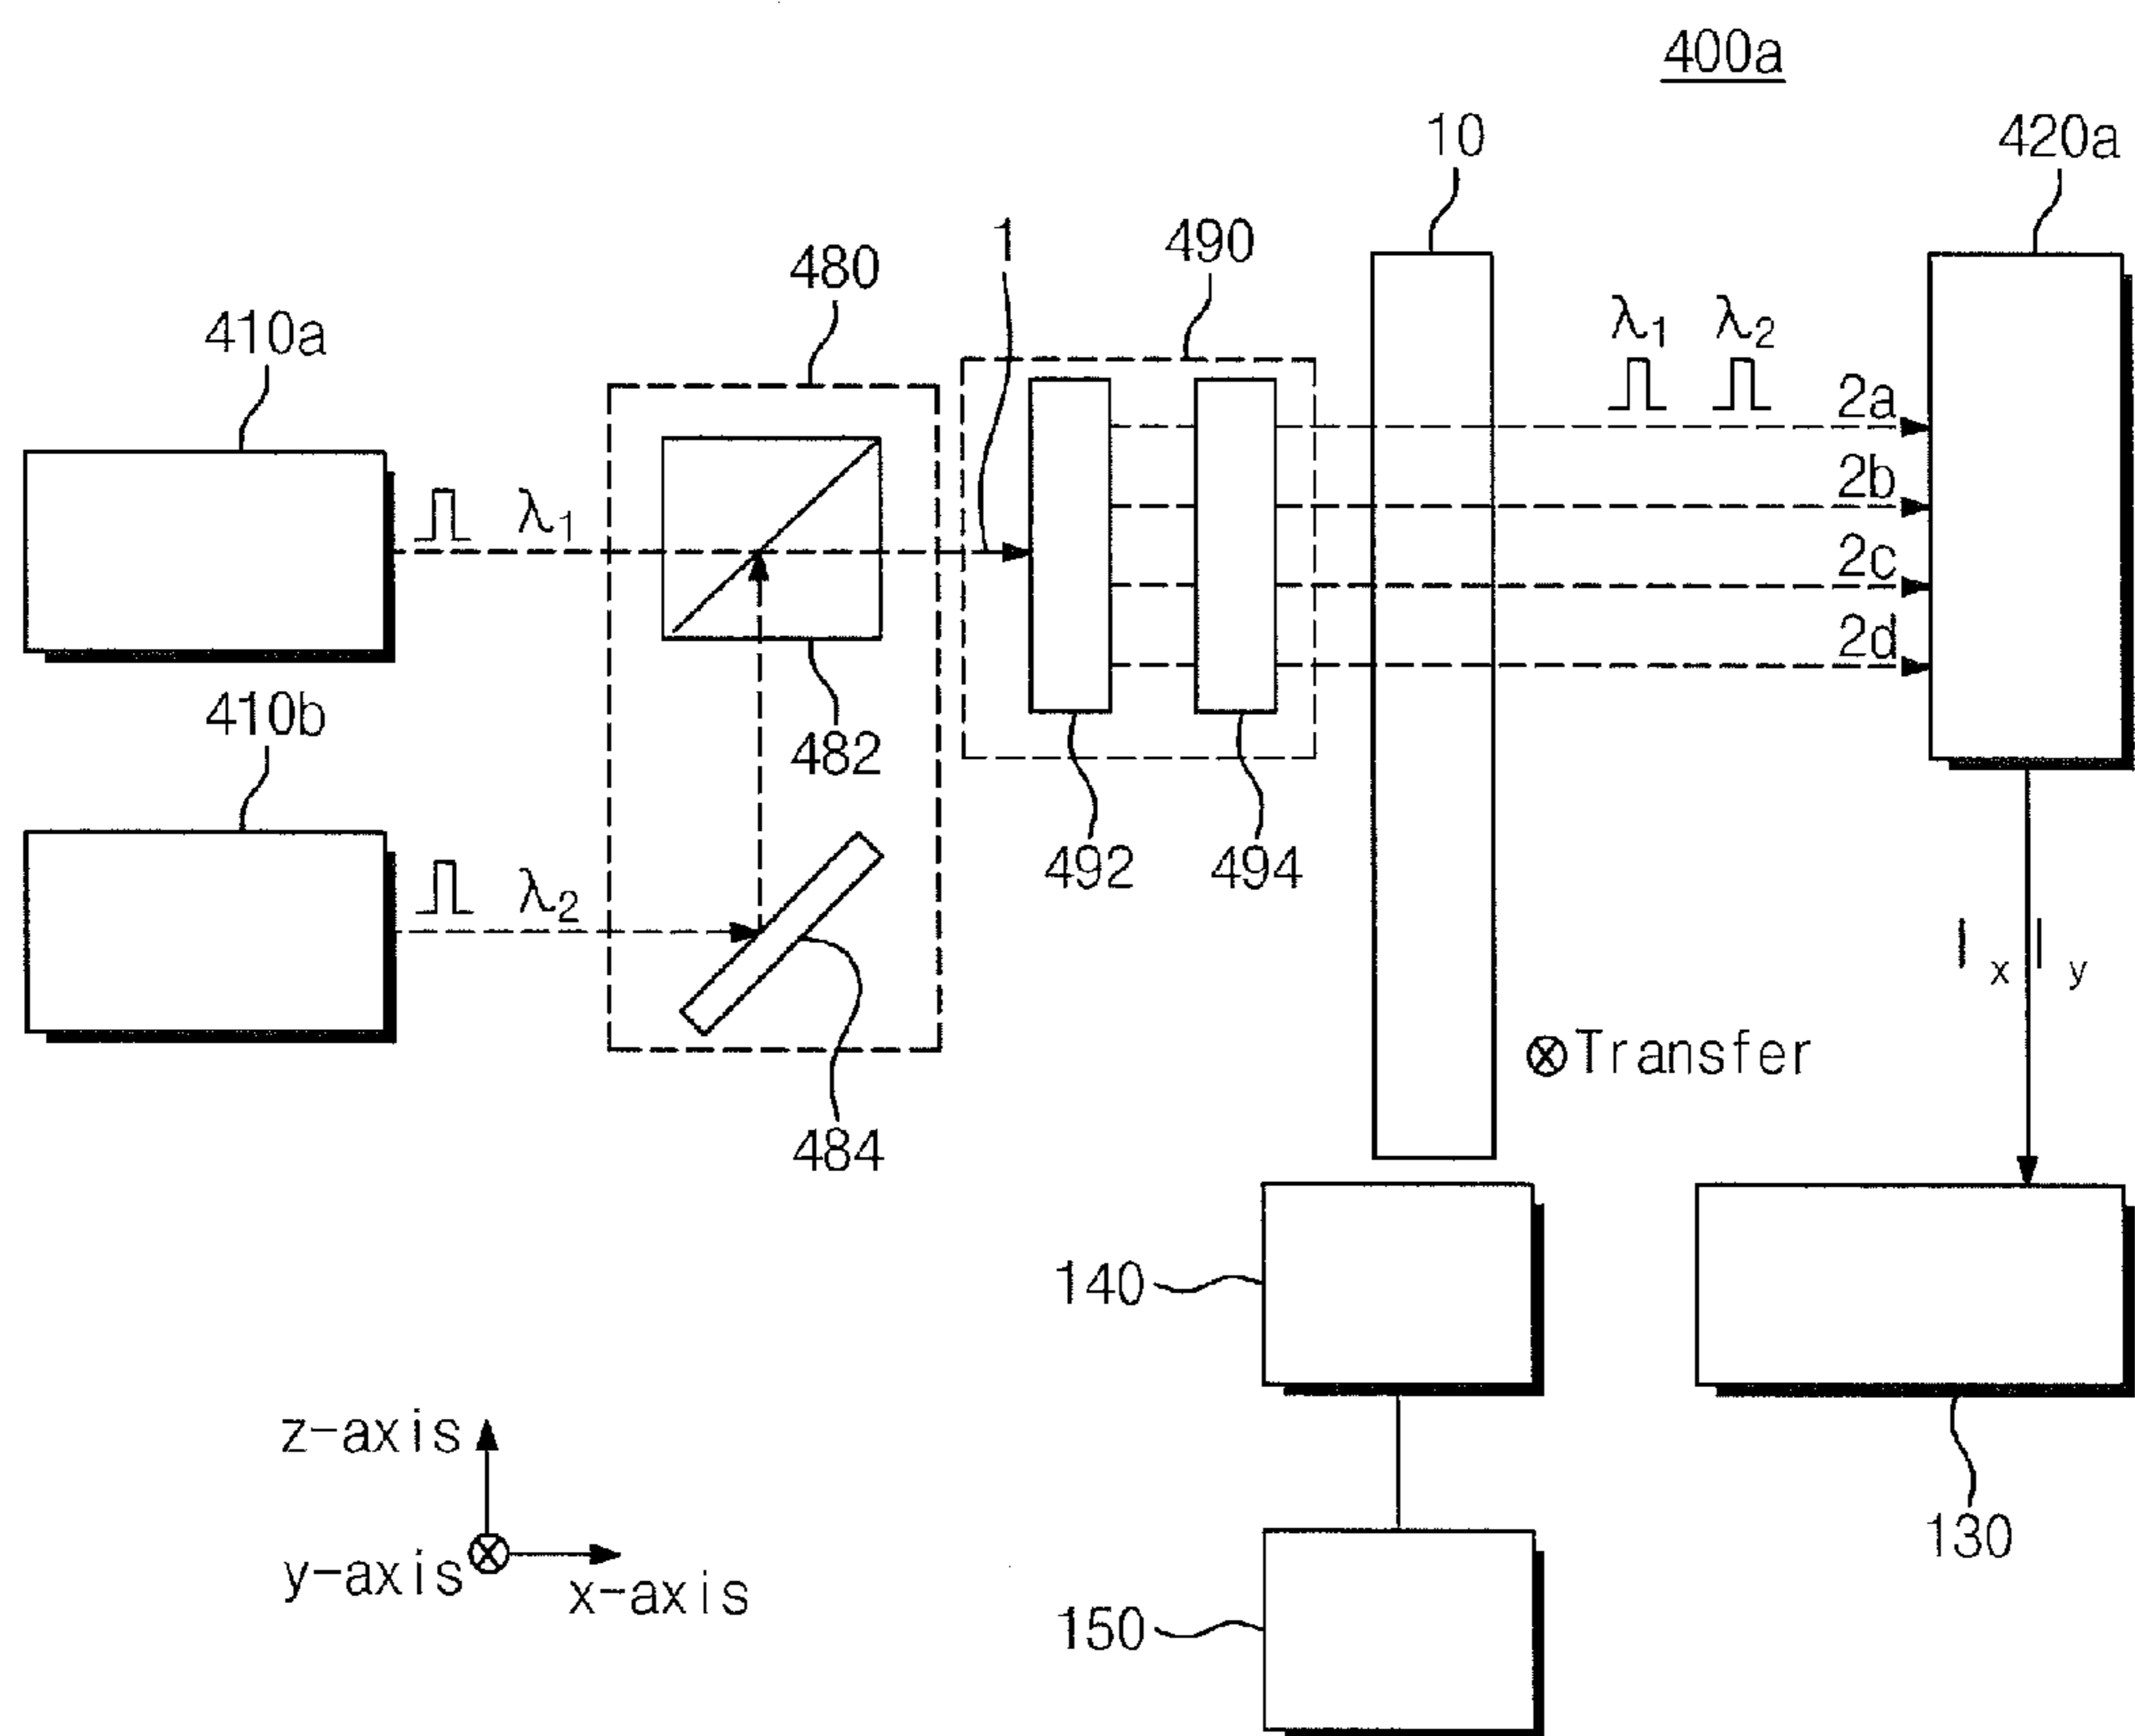 400a
10
420a
1
490
480
410a
λ1
λ1 λ2
2a
2b
2c
2d
482
410b
492
494
λ2
Ix Iy
⊗Transfer
484
140
z-axis
y-axis
x-axis
130
150